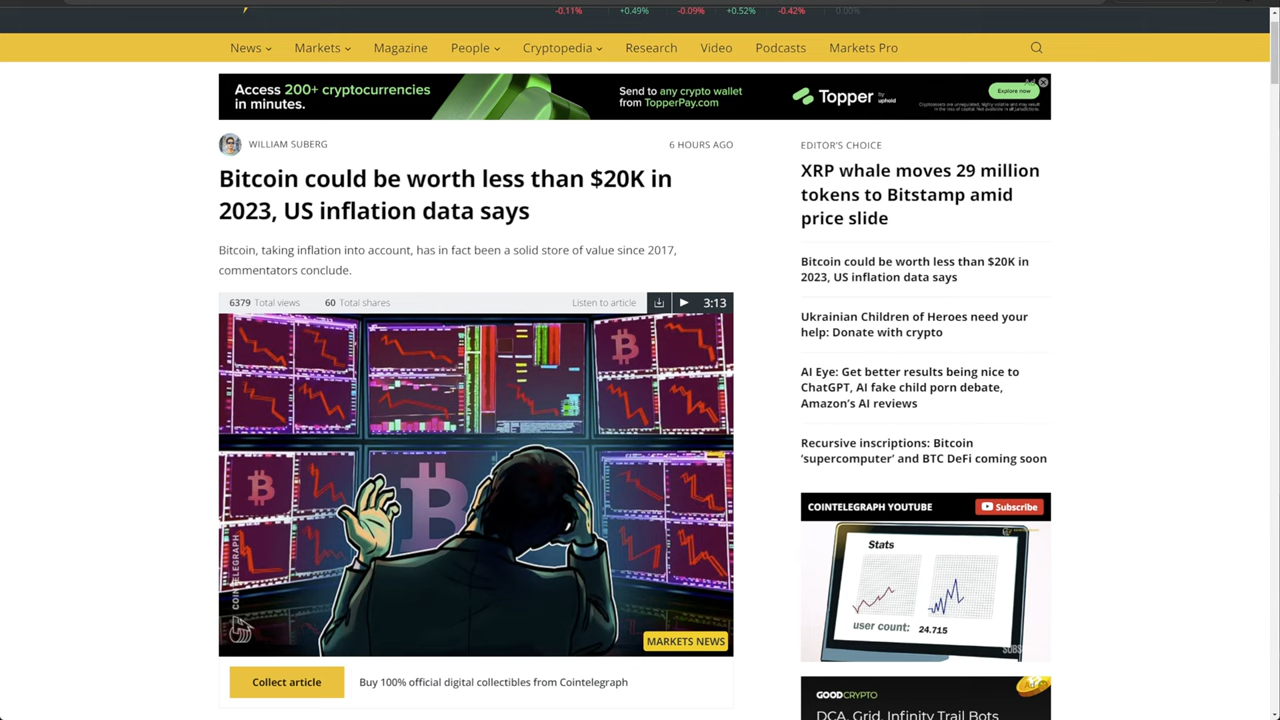 -0.11% +0.49% -0.09% +0.52% -0.42% 0.00%
News Markets Magazine People Cryptopedia Research Video Podcasts Markets Pro
Access 200+ cryptocurrencies
in minutes.
Send to any crypto wallet
from TopperPay.com
Topper by uphold
Ad
Explore now
WILLIAM SUBERG
6 HOURS AGO
Bitcoin could be worth less than $20K in
2023, US inflation data says
Bitcoin, taking inflation into account, has in fact been a solid store of value since 2017,
commentators conclude.
6379 Total views 60 Total shares
Listen to article 3:13
COINTELEGRAPH
MARKETS NEWS
Collect article
Buy 100% official digital collectibles from Cointelegraph
EDITOR'S CHOICE
XRP whale moves 29 million
tokens to Bitstamp amid
price slide
Bitcoin could be worth less than $20K in
2023, US inflation data says
Ukrainian Children of Heroes need your
help: Donate with crypto
AI Eye: Get better results being nice to
ChatGPT, AI fake child porn debate,
Amazon's AI reviews
Recursive inscriptions: Bitcoin
'supercomputer' and BTC DeFi coming soon
COINTELEGRAPH YOUTUBE
Subscribe
Stats
user count: 24.715
SUBS
Ad
GOODCRYPTO
DCA, Grid, Infinity Trail Bots